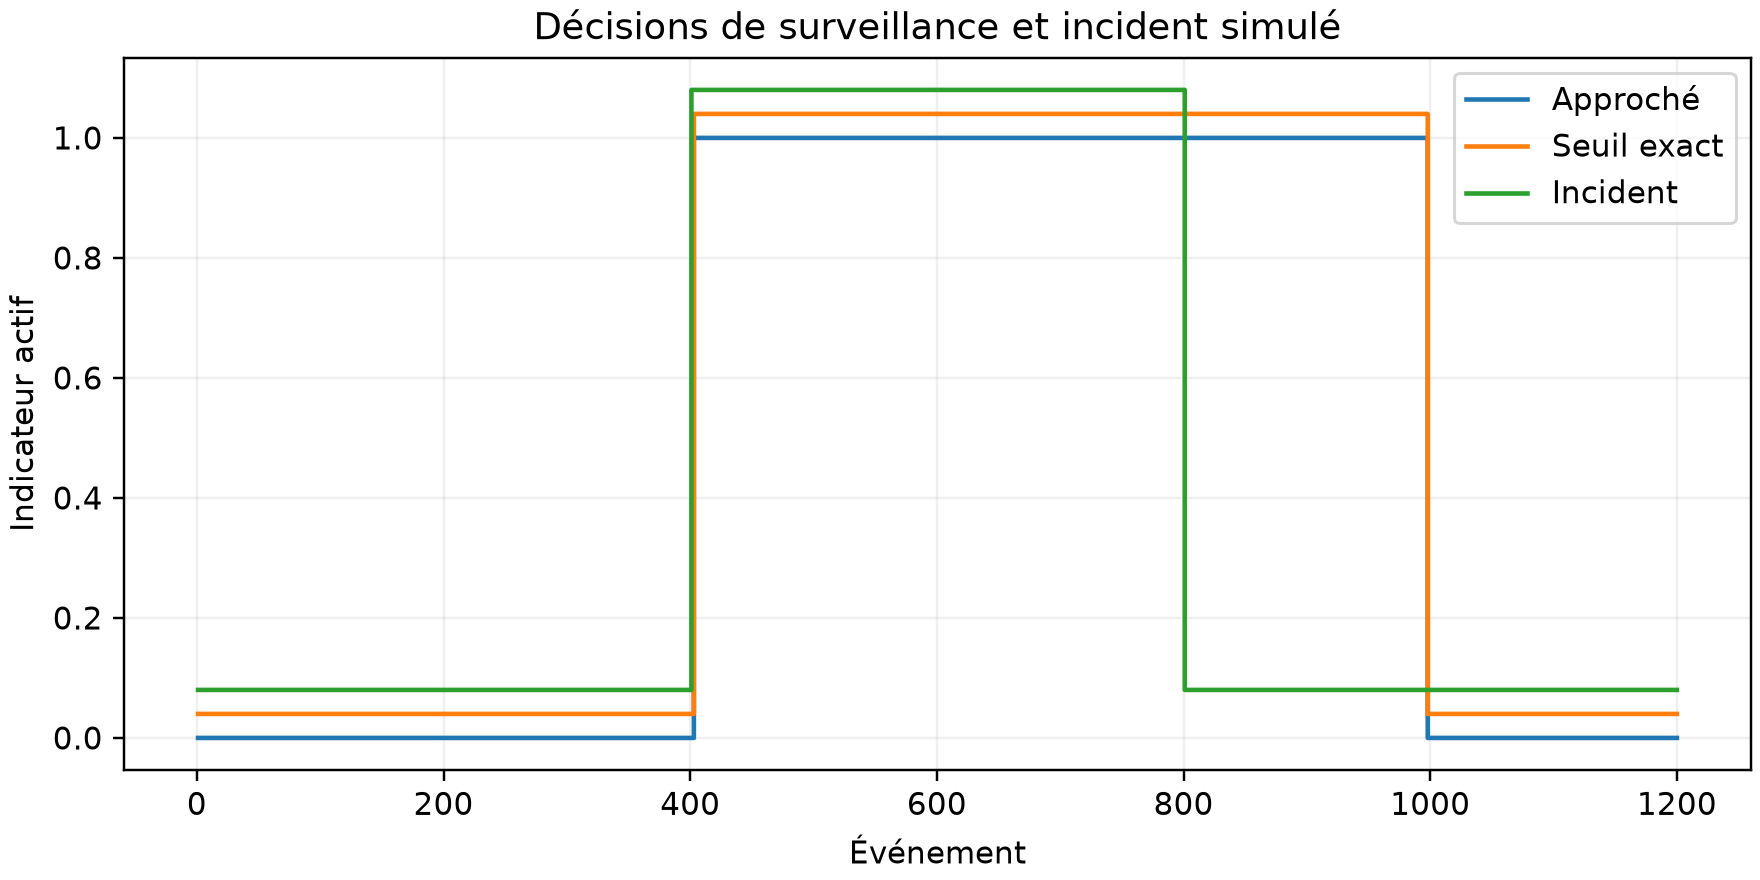 Décisions de surveillance et incident simulé
Approché
Seuil exact
Incident
Indicateur actif
1.0
0.8
0.6
0.4
0.2
0.0
0 200 400 600 800 1000 1200
Événement